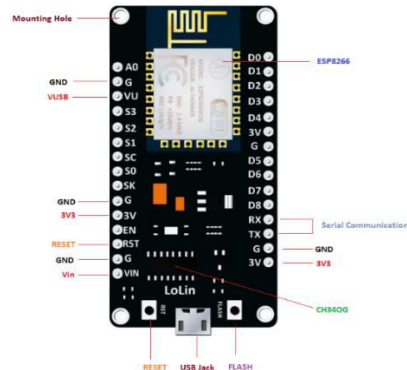 Mounting Hole
ESP8266
GND
VUSB
GND
3V3
RESET
GND
Vin
A0
G
VU
S3
S2
S1
SC
S0
SK
G
3V
EN
RST
G
VIN
D0
D1
D2
D3
D4
3V
G
D5
D6
D7
D8
RX
TX
G
3V
Serial Communication
GND
3V3
CH34OG
LoLin
RST
FLASH
RESET
USB Jack
FLASH